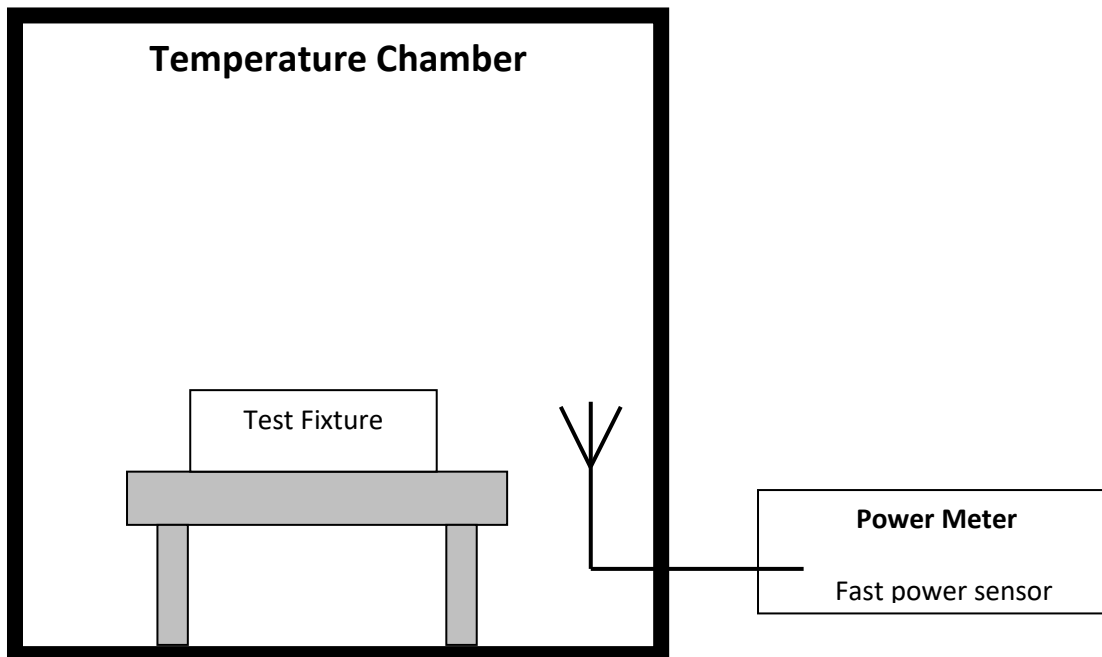 Temperature Chamber
Test Fixture
Power Meter
Fast power sensor